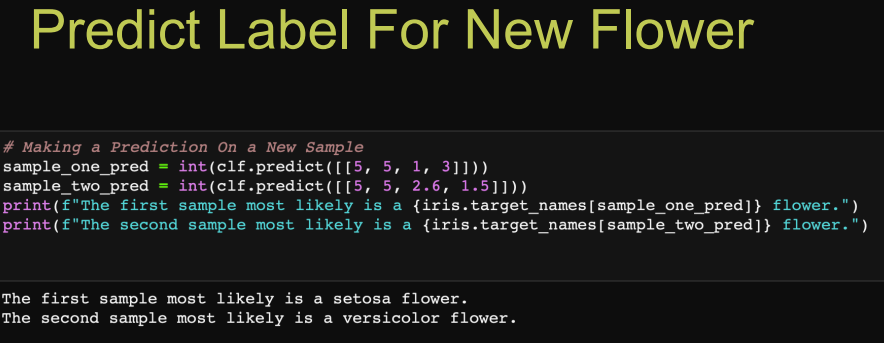 Predict Label For New Flower
# Making a Prediction On a New Sample
sample_one_pred = int(clf.predict([[5, 5, 1, 3]]))
sample_two_pred = int(clf.predict([[5, 5, 2.6, 1.5]]))
print(f"The first sample most likely is a {iris.target_names[sample_one_pred]} flower.")
print(f"The second sample most likely is a {iris.target_names[sample_two_pred]} flower.")
The first sample most likely is a setosa flower.
The second sample most likely is a versicolor flower.